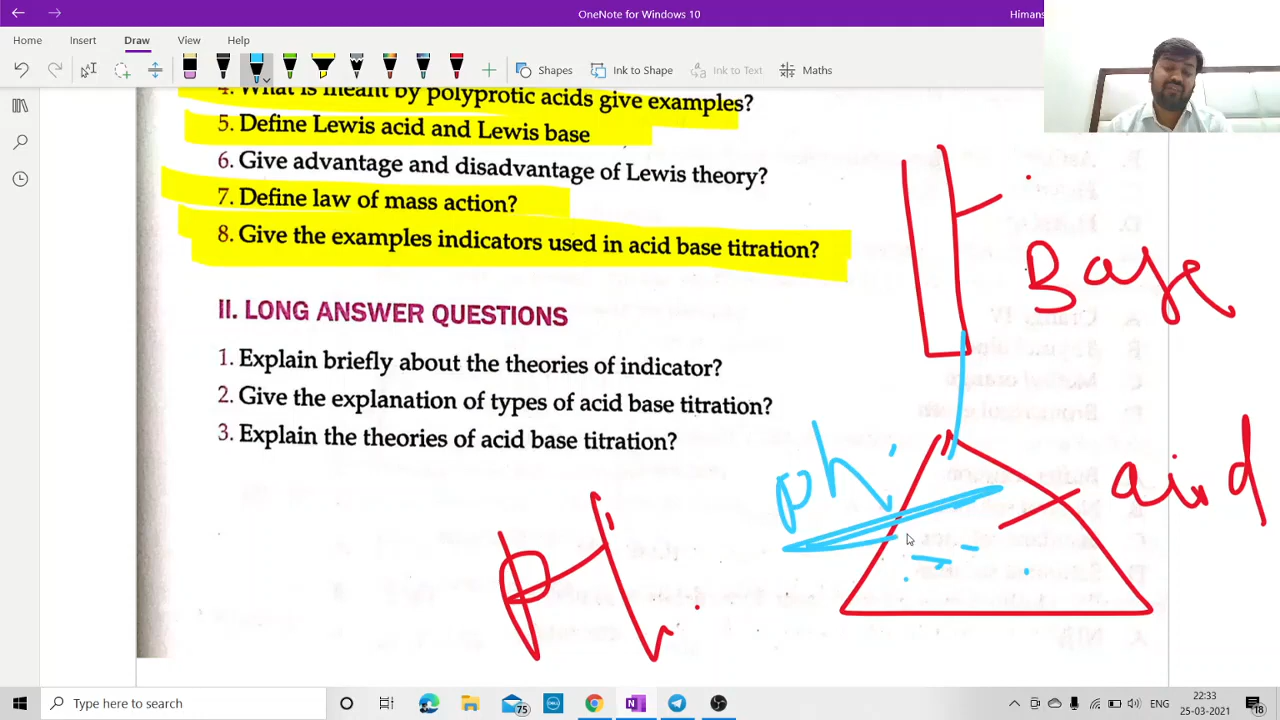 OneNote for Windows 10
Himans
Home Insert Draw View Help
Shapes Ink to Shape Ink to Text Maths
4. What is meant by polyprotic acids give examples?
5. Define Lewis acid and Lewis base
6. Give advantage and disadvantage of Lewis theory?
7. Define law of mass action?
8. Give the examples indicators used in acid base titration?
II. LONG ANSWER QUESTIONS
1. Explain briefly about the theories of indicator?
2. Give the explanation of types of acid base titration?
3. Explain the theories of acid base titration?
Base
acid
ph
pH
Type here to search
75
ENG
22:33
25-03-2021
18